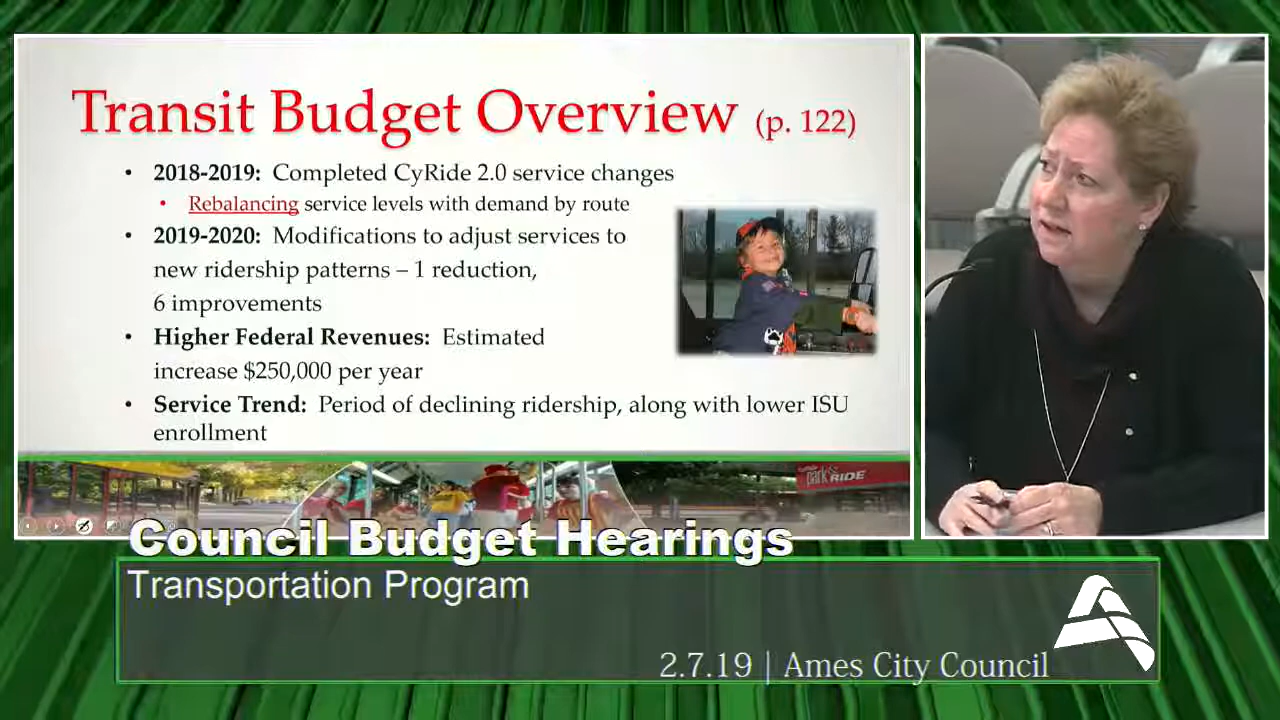 Transit Budget Overview (p. 122)
• 2018-2019: Completed CyRide 2.0 service changes
• Rebalancing service levels with demand by route
• 2019-2020: Modifications to adjust services to
new ridership patterns – 1 reduction,
6 improvements
• Higher Federal Revenues: Estimated
increase $250,000 per year
• Service Trend: Period of declining ridership, along with lower ISU
enrollment
park & RIDE
Council Budget Hearings
Transportation Program
2.7.19 | Ames City Council